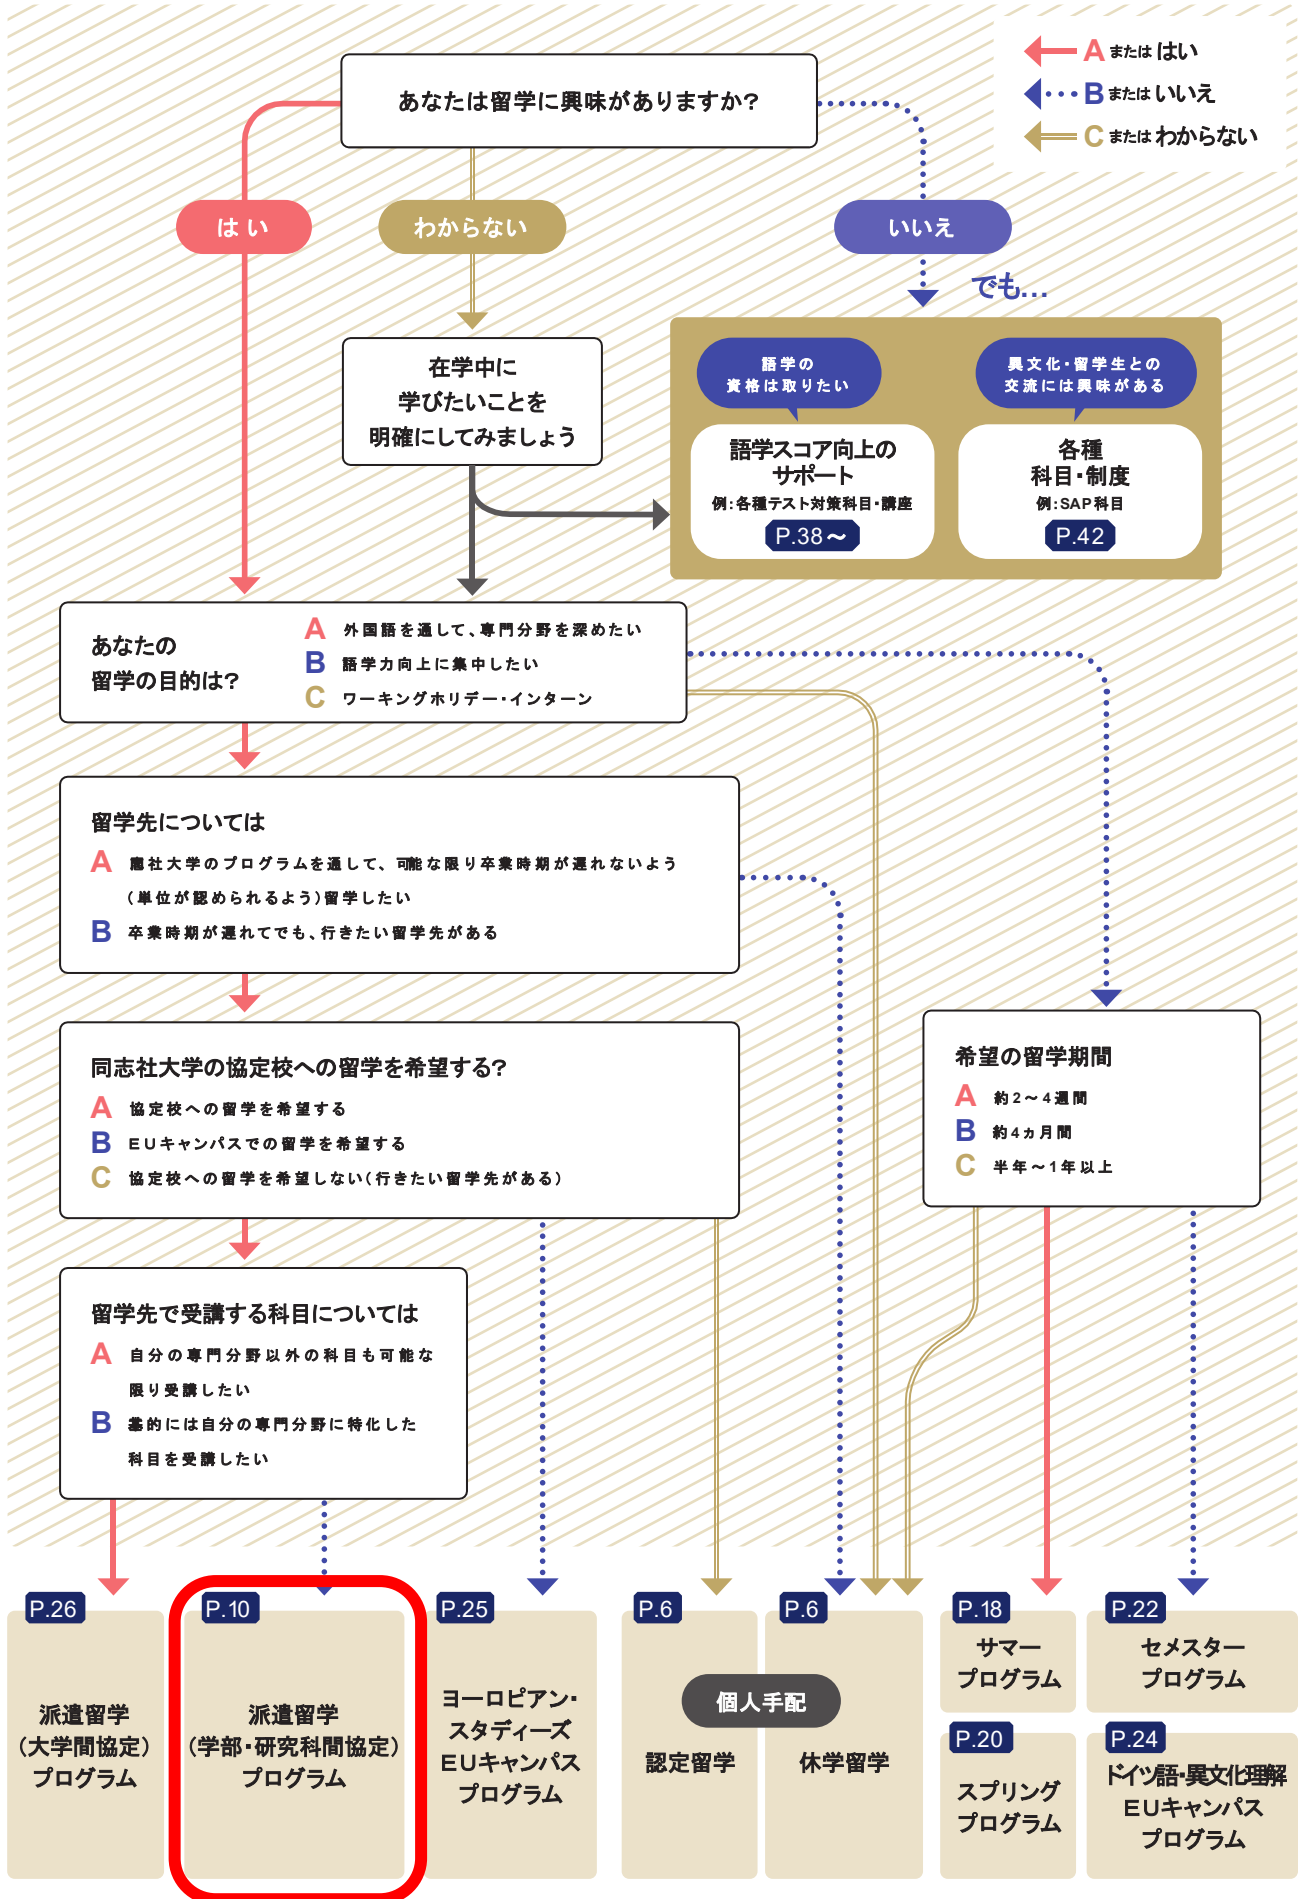 A または はい
B または いいえ
C または わからない
あなたは留学に興味がありますか?
はい
わからない
いいえ
でも…
在学中に
学びたいことを
明確にしてみましょう
語学の
資格は取りたい
異文化・留学生との
交流には興味がある
語学スコア向上の
サポート
例:各種テスト対策科目・講座
P.38〜
各種
科目・制度
例:SAP科目
P.42
あなたの
留学の目的は?
A 外国語を通して、専門分野を深めたい
B 語学力向上に集中したい
C ワーキングホリデー・インターン
留学先については
A 社大学のプログラムを通して、可能な限り卒業時期が遅れないよう
(単位が認められるよう)留学したい
B 卒業時期が遅れてでも、行きたい留学先がある
同志社大学の協定校への留学を希望する?
A 協定校への留学を希望する
B EUキャンパスでの留学を希望する
C 協定校への留学を希望しない(行きたい留学先がある)
希望の留学期間
A 約2〜4週間
B 約4ヵ月間
C 半年〜1年以上
留学先で受講する科目については
A 自分の専門分野以外の科目も可能な
限り受講したい
B 的には自分の専門分野に特化した
科目を受講したい
P.26
派遣留学
(大学間協定)
プログラム
P.10
派遣留学
(学部・研究科間協定)
プログラム
P.25
ヨーロピアン・
スタディーズ
EUキャンパス
プログラム
P.6
認定留学
個人手配
P.6
休学留学
P.18
サマー
プログラム
P.20
スプリング
プログラム
P.22
セメスター
プログラム
P.24
ドイツ語・異文化理解
EUキャンパス
プログラム